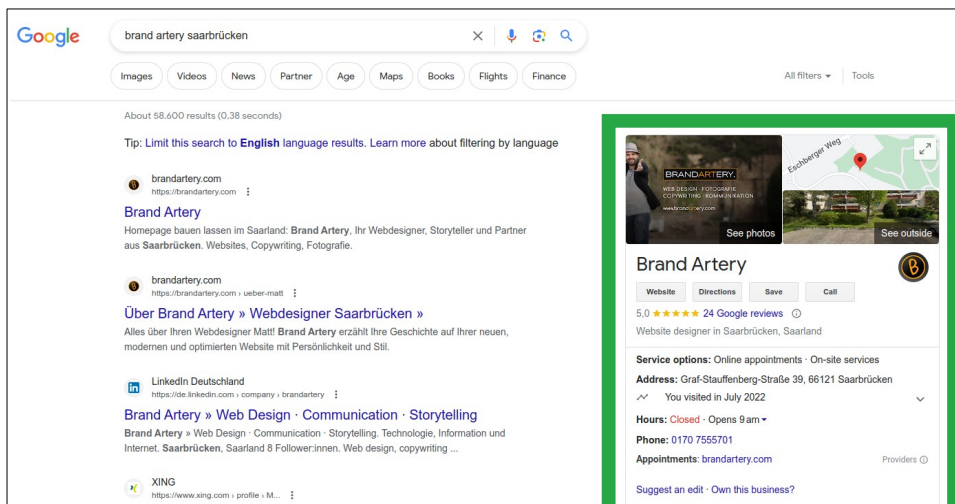 Google
brand artery saarbrücken
Images Videos News Partner Age Maps Books Flights Finance
All filters Tools
About 58.600 results (0,38 seconds)
Tip: Limit this search to English language results. Learn more about filtering by language
brandartery.com
https://brandartery.com
Brand Artery
Homepage bauen lassen im Saarland: Brand Artery, Ihr Webdesigner, Storyteller und Partner
aus Saarbrücken. Websites, Copywriting, Fotografie.
brandartery.com
https://brandartery.com › ueber-matt
Über Brand Artery » Webdesigner Saarbrücken »
Alles über Ihren Webdesigner Matt! Brand Artery erzählt Ihre Geschichte auf Ihrer neuen,
modernen und optimierten Website mit Persönlichkeit und Stil.
in
LinkedIn Deutschland
https://de.linkedin.com › company › brandartery
Brand Artery » Web Design · Communication · Storytelling
Brand Artery » Web Design · Communication · Storytelling. Technologie, Information und
Internet. Saarbrücken, Saarland 8 Follower:innen. Web design, copywriting ...
XING
https://www.xing.com › profile › M...
BRANDARTERY.
WEB DESIGN · FOTOGRAFIE
COPYWRITING · KOMMUNIKATION
www.brandartery.com
See photos
Eschberger Weg
See outside
Brand Artery
B
Website Directions Save Call
5,0 ★★★★★ 24 Google reviews
Website designer in Saarbrücken, Saarland
Service options: Online appointments · On-site services
Address: Graf-Stauffenberg-Straße 39, 66121 Saarbrücken
You visited in July 2022
Hours: Closed · Opens 9 am
Phone: 0170 7555701
Appointments: brandartery.com
Providers
Suggest an edit · Own this business?